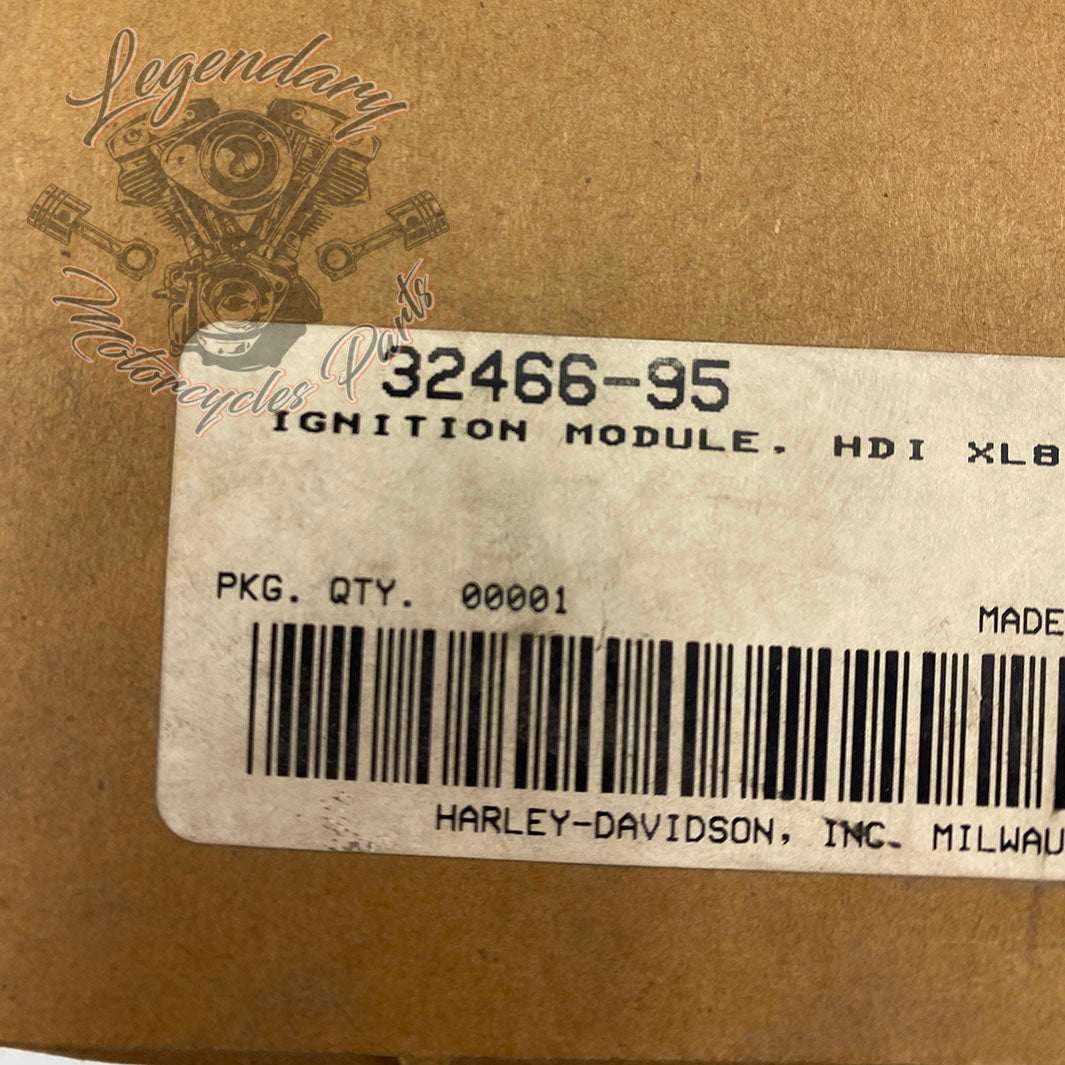 Legendary
Motorcycles Parts
32466-95
IGNITION MODULE. HDI XL8
PKG. QTY. 00001
MADE
HARLEY-DAVIDSON, INC. MILWAU